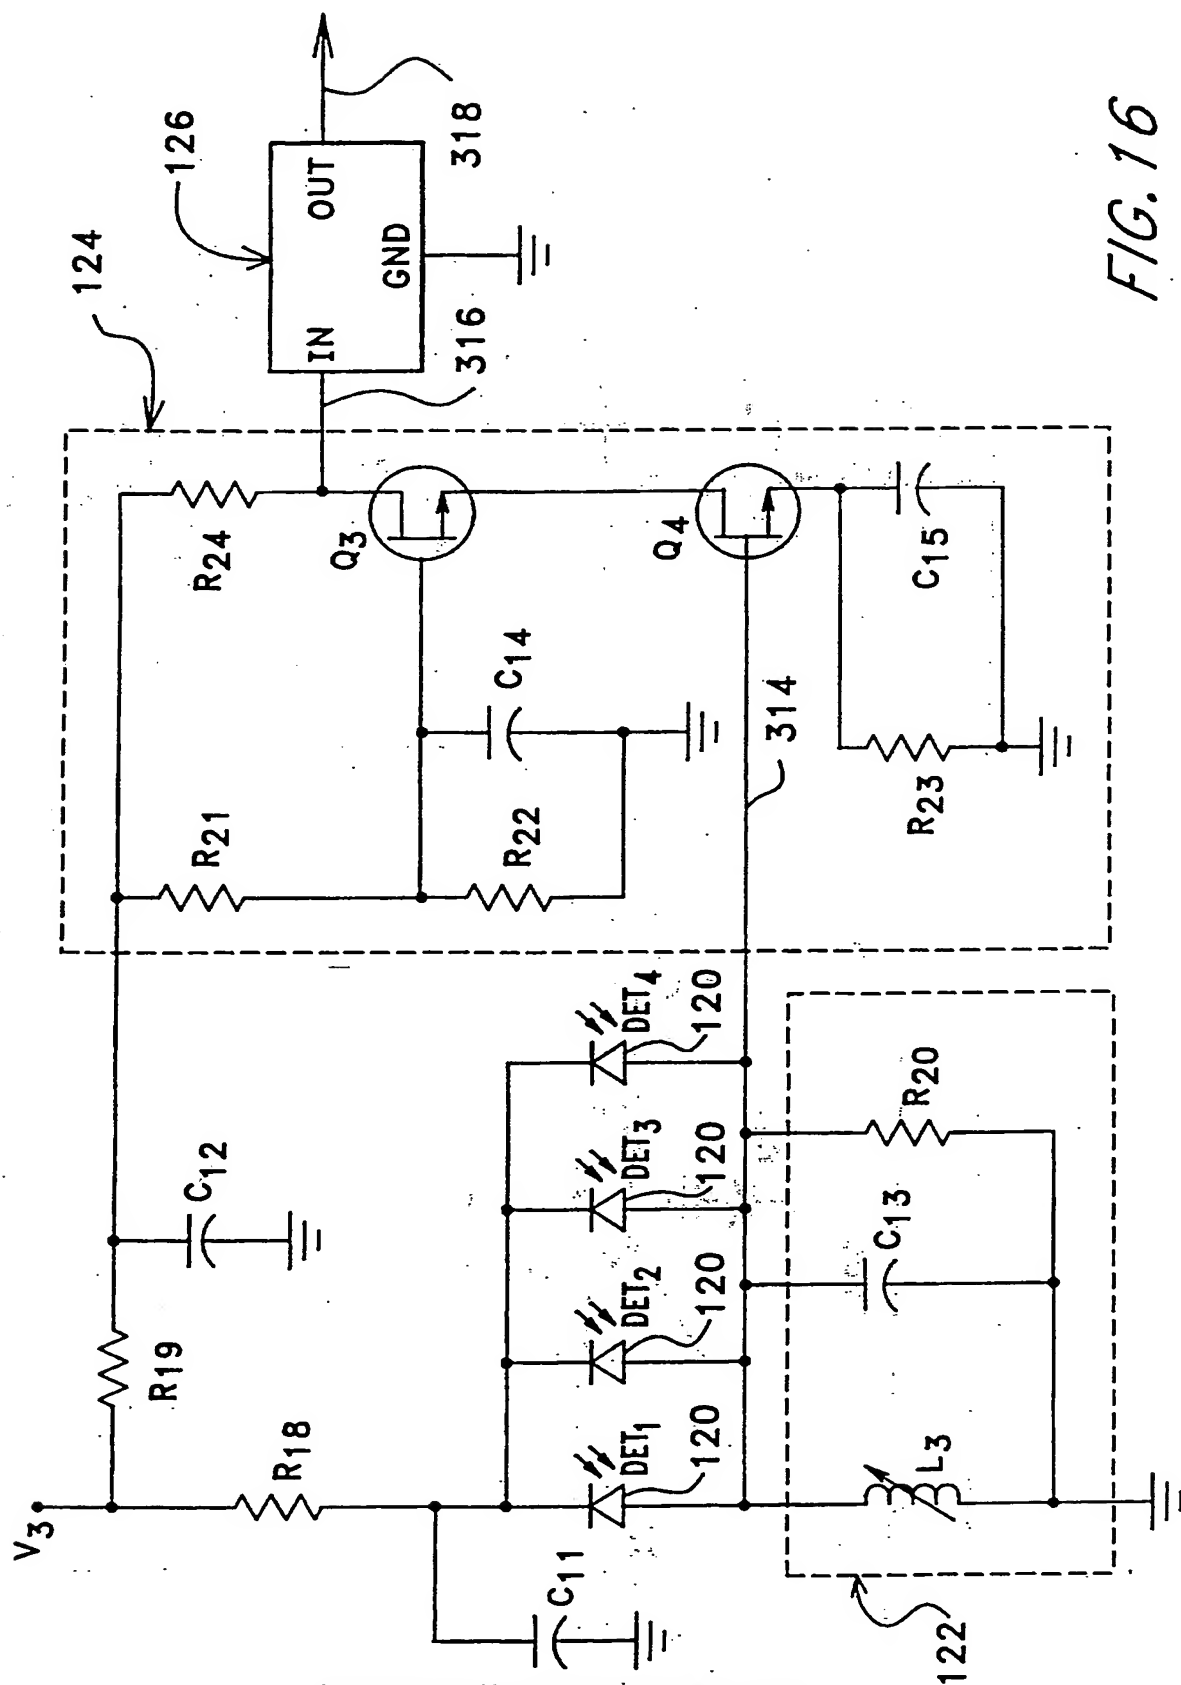 V3
R19
C12
R18
C11
DET1
120
DET2
120
DET3
120
DET4
120
122
L3
C13
R20
124
R21
R22
C14
R24
Q3
Q4
314
R23
C15
126
IN
OUT
GND
316
318
FIG. 16